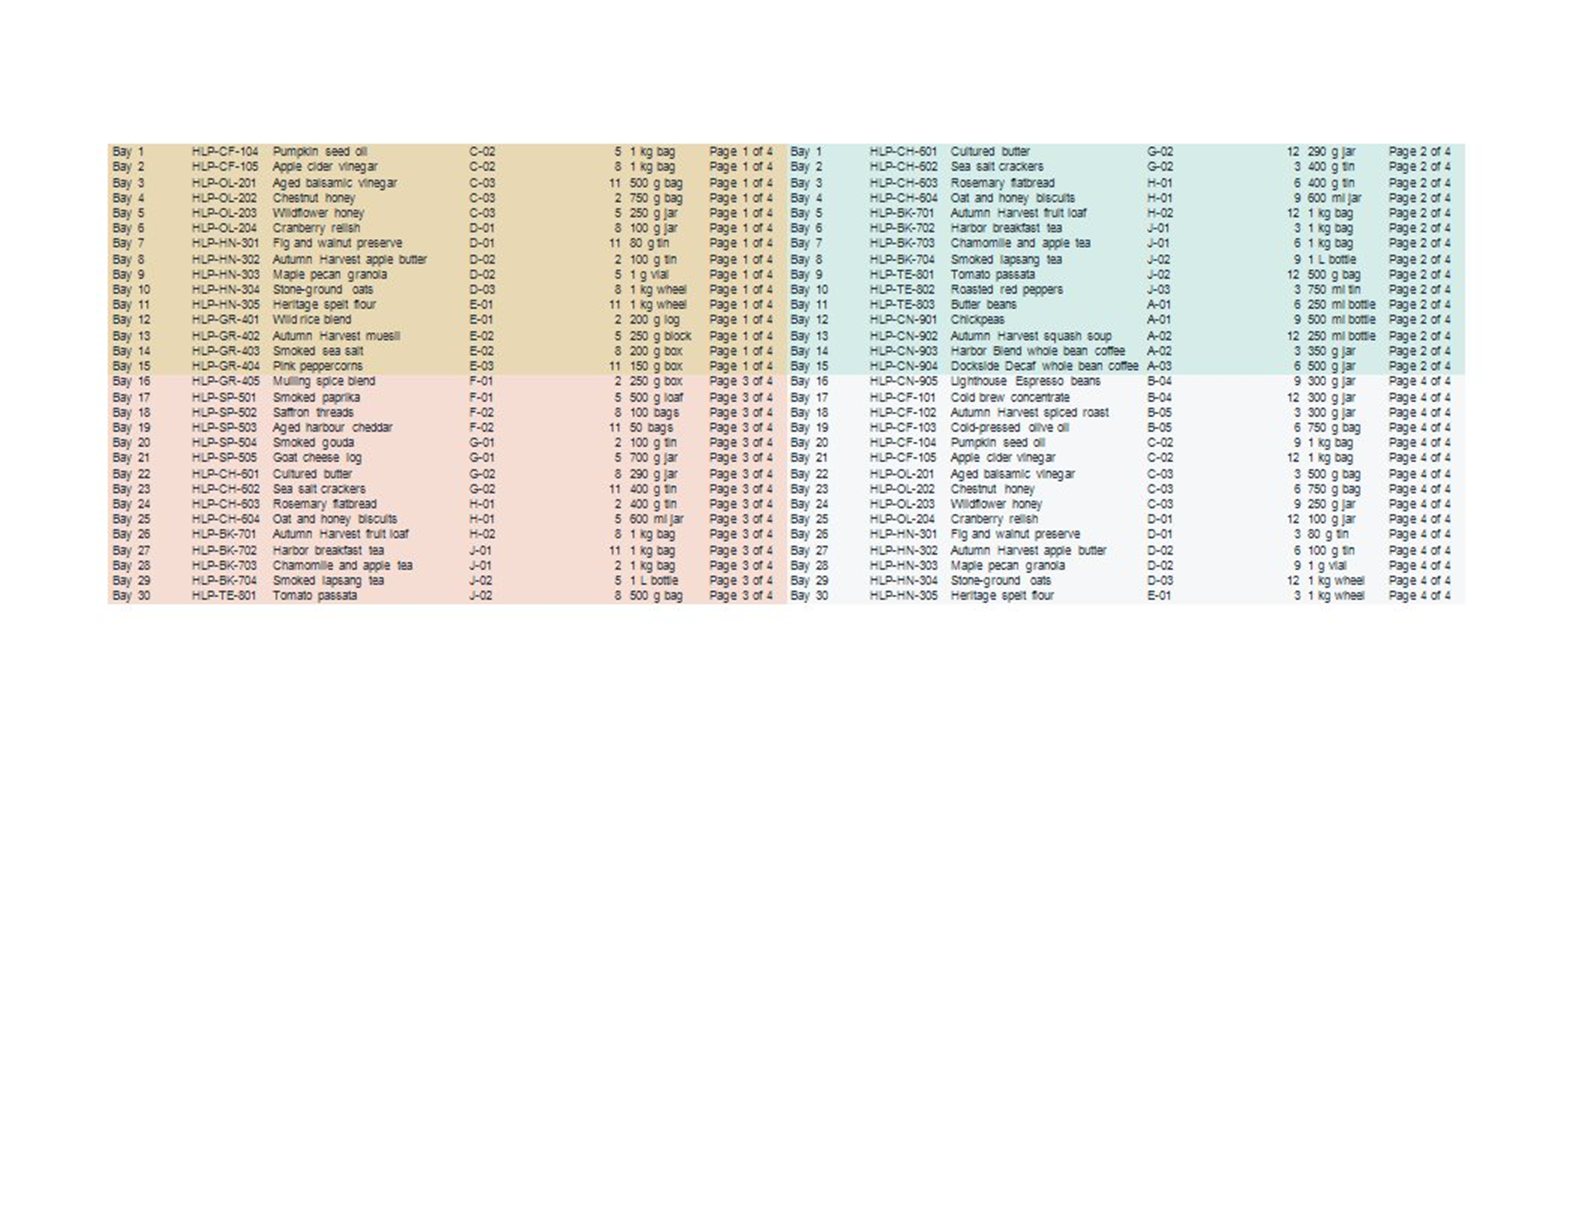 Bay 1 HLP-CF-104 Pumpkin seed oil C-02 5 1 kg bag Page 1 of 4 Bay 1 HLP-CH-601 Cultured butter G-02 12 290 g jar Page 2 of 4
Bay 2 HLP-CF-105 Apple cider vinegar C-02 8 1 kg bag Page 1 of 4 Bay 2 HLP-CH-602 Sea salt crackers G-02 3 400 g tin Page 2 of 4
Bay 3 HLP-OL-201 Aged balsamic vinegar C-03 11 500 g bag Page 1 of 4 Bay 3 HLP-CH-603 Rosemary flatbread H-01 6 400 g tin Page 2 of 4
Bay 4 HLP-OL-202 Chestnut honey C-03 2 750 g bag Page 1 of 4 Bay 4 HLP-CH-604 Oat and honey biscuits H-01 9 600 ml jar Page 2 of 4
Bay 5 HLP-OL-203 Wildflower honey C-03 5 250 g jar Page 1 of 4 Bay 5 HLP-BK-701 Autumn Harvest fruit loaf H-02 12 1 kg bag Page 2 of 4
Bay 6 HLP-OL-204 Cranberry relish D-01 8 100 g jar Page 1 of 4 Bay 6 HLP-BK-702 Harbor breakfast tea J-01 3 1 kg bag Page 2 of 4
Bay 7 HLP-HN-301 Fig and walnut preserve D-01 11 80 g tin Page 1 of 4 Bay 7 HLP-BK-703 Chamomile and apple tea J-01 6 1 kg bag Page 2 of 4
Bay 8 HLP-HN-302 Autumn Harvest apple butter D-02 2 100 g tin Page 1 of 4 Bay 8 HLP-BK-704 Smoked lapsang tea J-02 9 1 L bottle Page 2 of 4
Bay 9 HLP-HN-303 Maple pecan granola D-02 5 1 g vial Page 1 of 4 Bay 9 HLP-TE-801 Tomato passata J-02 12 500 g bag Page 2 of 4
Bay 10 HLP-HN-304 Stone-ground oats D-03 8 1 kg wheel Page 1 of 4 Bay 10 HLP-TE-802 Roasted red peppers J-03 3 750 ml tin Page 2 of 4
Bay 11 HLP-HN-305 Heritage spelt flour E-01 11 1 kg wheel Page 1 of 4 Bay 11 HLP-TE-803 Butter beans A-01 6 250 ml bottle Page 2 of 4
Bay 12 HLP-GR-401 Wild rice blend E-01 2 200 g log Page 1 of 4 Bay 12 HLP-CN-901 Chickpeas A-01 9 500 ml bottle Page 2 of 4
Bay 13 HLP-GR-402 Autumn Harvest muesli E-02 5 250 g block Page 1 of 4 Bay 13 HLP-CN-902 Autumn Harvest squash soup A-02 12 250 ml bottle Page 2 of 4
Bay 14 HLP-GR-403 Smoked sea salt E-02 8 200 g box Page 1 of 4 Bay 14 HLP-CN-903 Harbor Blend whole bean coffee A-02 3 350 g jar Page 2 of 4
Bay 15 HLP-GR-404 Pink peppercorns E-03 11 150 g box Page 1 of 4 Bay 15 HLP-CN-904 Dockside Decaf whole bean coffee A-03 6 500 g jar Page 2 of 4
Bay 16 HLP-GR-405 Mulling spice blend F-01 2 250 g box Page 3 of 4 Bay 16 HLP-CN-905 Lighthouse Espresso beans B-04 9 300 g jar Page 4 of 4
Bay 17 HLP-SP-501 Smoked paprika F-01 5 500 g loaf Page 3 of 4 Bay 17 HLP-CF-101 Cold brew concentrate B-04 12 300 g jar Page 4 of 4
Bay 18 HLP-SP-502 Saffron threads F-02 8 100 bags Page 3 of 4 Bay 18 HLP-CF-102 Autumn Harvest spiced roast B-05 3 300 g jar Page 4 of 4
Bay 19 HLP-SP-503 Aged harbour cheddar F-02 11 50 bags Page 3 of 4 Bay 19 HLP-CF-103 Cold-pressed olive oil B-05 6 750 g bag Page 4 of 4
Bay 20 HLP-SP-504 Smoked gouda G-01 2 100 g tin Page 3 of 4 Bay 20 HLP-CF-104 Pumpkin seed oil C-02 9 1 kg bag Page 4 of 4
Bay 21 HLP-SP-505 Goat cheese log G-01 5 700 g jar Page 3 of 4 Bay 21 HLP-CF-105 Apple cider vinegar C-02 12 1 kg bag Page 4 of 4
Bay 22 HLP-CH-601 Cultured butter G-02 8 290 g jar Page 3 of 4 Bay 22 HLP-OL-201 Aged balsamic vinegar C-03 3 500 g bag Page 4 of 4
Bay 23 HLP-CH-602 Sea salt crackers G-02 11 400 g tin Page 3 of 4 Bay 23 HLP-OL-202 Chestnut honey C-03 6 750 g bag Page 4 of 4
Bay 24 HLP-CH-603 Rosemary flatbread H-01 2 400 g tin Page 3 of 4 Bay 24 HLP-OL-203 Wildflower honey C-03 9 250 g jar Page 4 of 4
Bay 25 HLP-CH-604 Oat and honey biscuits H-01 5 600 ml jar Page 3 of 4 Bay 25 HLP-OL-204 Cranberry relish D-01 12 100 g jar Page 4 of 4
Bay 26 HLP-BK-701 Autumn Harvest fruit loaf H-02 8 1 kg bag Page 3 of 4 Bay 26 HLP-HN-301 Fig and walnut preserve D-01 3 80 g tin Page 4 of 4
Bay 27 HLP-BK-702 Harbor breakfast tea J-01 11 1 kg bag Page 3 of 4 Bay 27 HLP-HN-302 Autumn Harvest apple butter D-02 6 100 g tin Page 4 of 4
Bay 28 HLP-BK-703 Chamomile and apple tea J-01 2 1 kg bag Page 3 of 4 Bay 28 HLP-HN-303 Maple pecan granola D-02 9 1 g vial Page 4 of 4
Bay 29 HLP-BK-704 Smoked lapsang tea J-02 5 1 L bottle Page 3 of 4 Bay 29 HLP-HN-304 Stone-ground oats D-03 12 1 kg wheel Page 4 of 4
Bay 30 HLP-TE-801 Tomato passata J-02 8 500 g bag Page 3 of 4 Bay 30 HLP-HN-305 Heritage spelt flour E-01 3 1 kg wheel Page 4 of 4